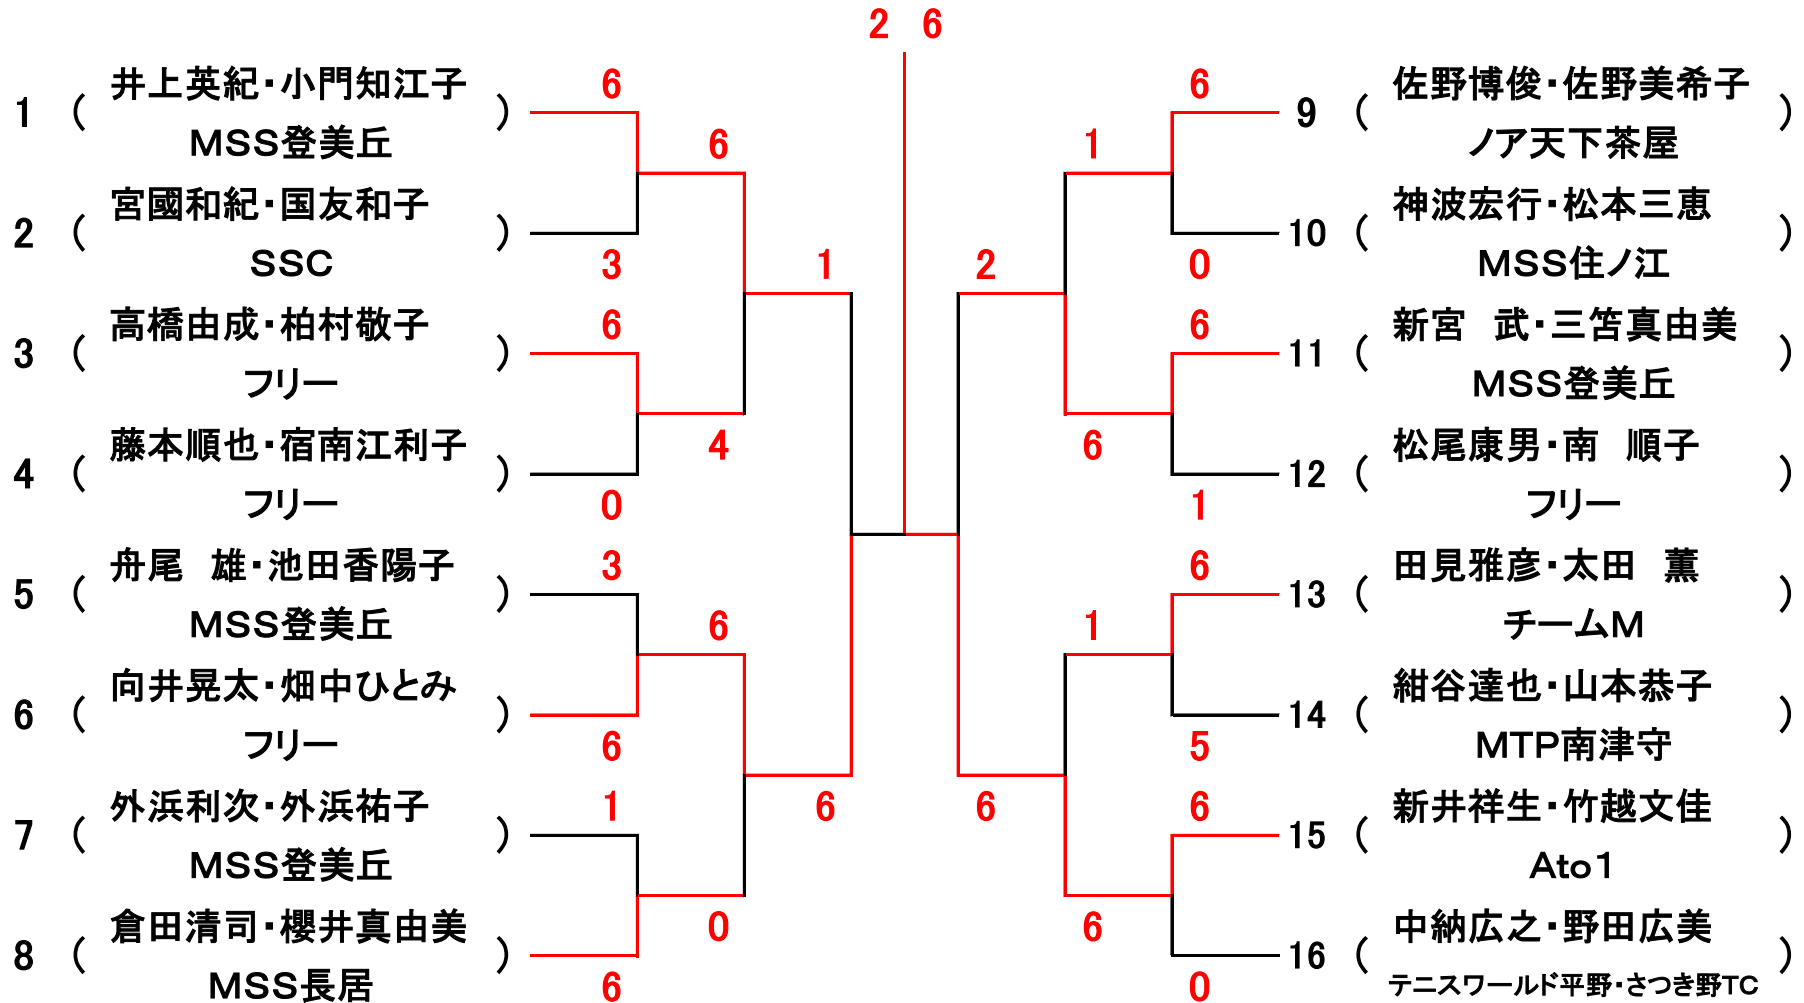 2 6
1 ( 井上英紀・小門知江子 )
MSS登美丘
6
2 ( 宮國和紀・国友和子 )
SSC
3
6
3 ( 高橋由成・柏村敬子 )
フリー
6
4 ( 藤本順也・宿南江利子 )
フリー
0
4
1
5 ( 舟尾　雄・池田香陽子 )
MSS登美丘
3
6 ( 向井晃太・畑中ひとみ )
フリー
6
6
7 ( 外浜利次・外浜祐子 )
MSS登美丘
1
8 ( 倉田清司・櫻井真由美 )
MSS長居
6
0
6
9 ( 佐野博俊・佐野美希子 )
ノア天下茶屋
6
10 ( 神波宏行・松本三恵 )
MSS住ノ江
0
1
11 ( 新宮　武・三笘真由美 )
MSS登美丘
6
12 ( 松尾康男・南　順子 )
フリー
1
6
2
13 ( 田見雅彦・太田　薫 )
チームM
6
14 ( 紺谷達也・山本恭子 )
MTP南津守
5
1
15 ( 新井祥生・竹越文佳 )
Ato1
6
16 ( 中納広之・野田広美 )
テニスワールド平野・さつき野TC
0
6
6